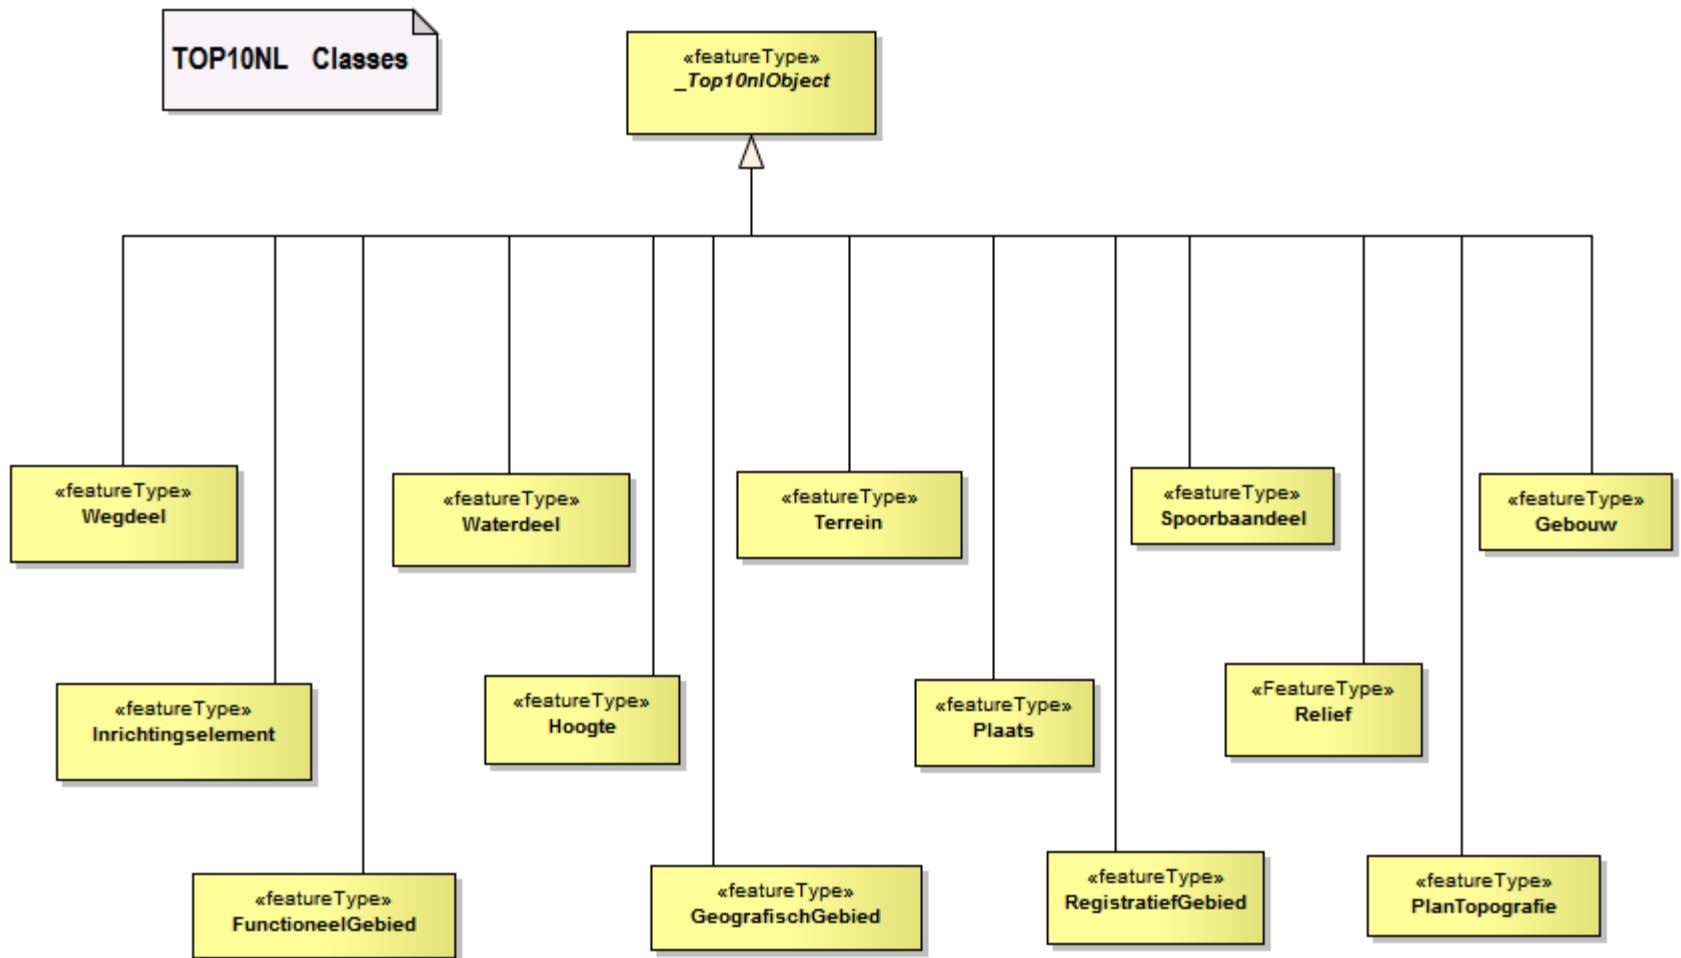 TOP10NL Classes
«featureType»
_Top10nlObject
«featureType»
Wegdeel
«featureType»
Waterdeel
«featureType»
Terrein
«featureType»
Spoorbaandeel
«featureType»
Gebouw
«featureType»
Inrichtingselement
«featureType»
Hoogte
«featureType»
Plaats
«FeatureType»
Relief
«featureType»
FunctioneelGebied
«featureType»
GeografischGebied
«featureType»
RegistratiefGebied
«featureType»
PlanTopografie